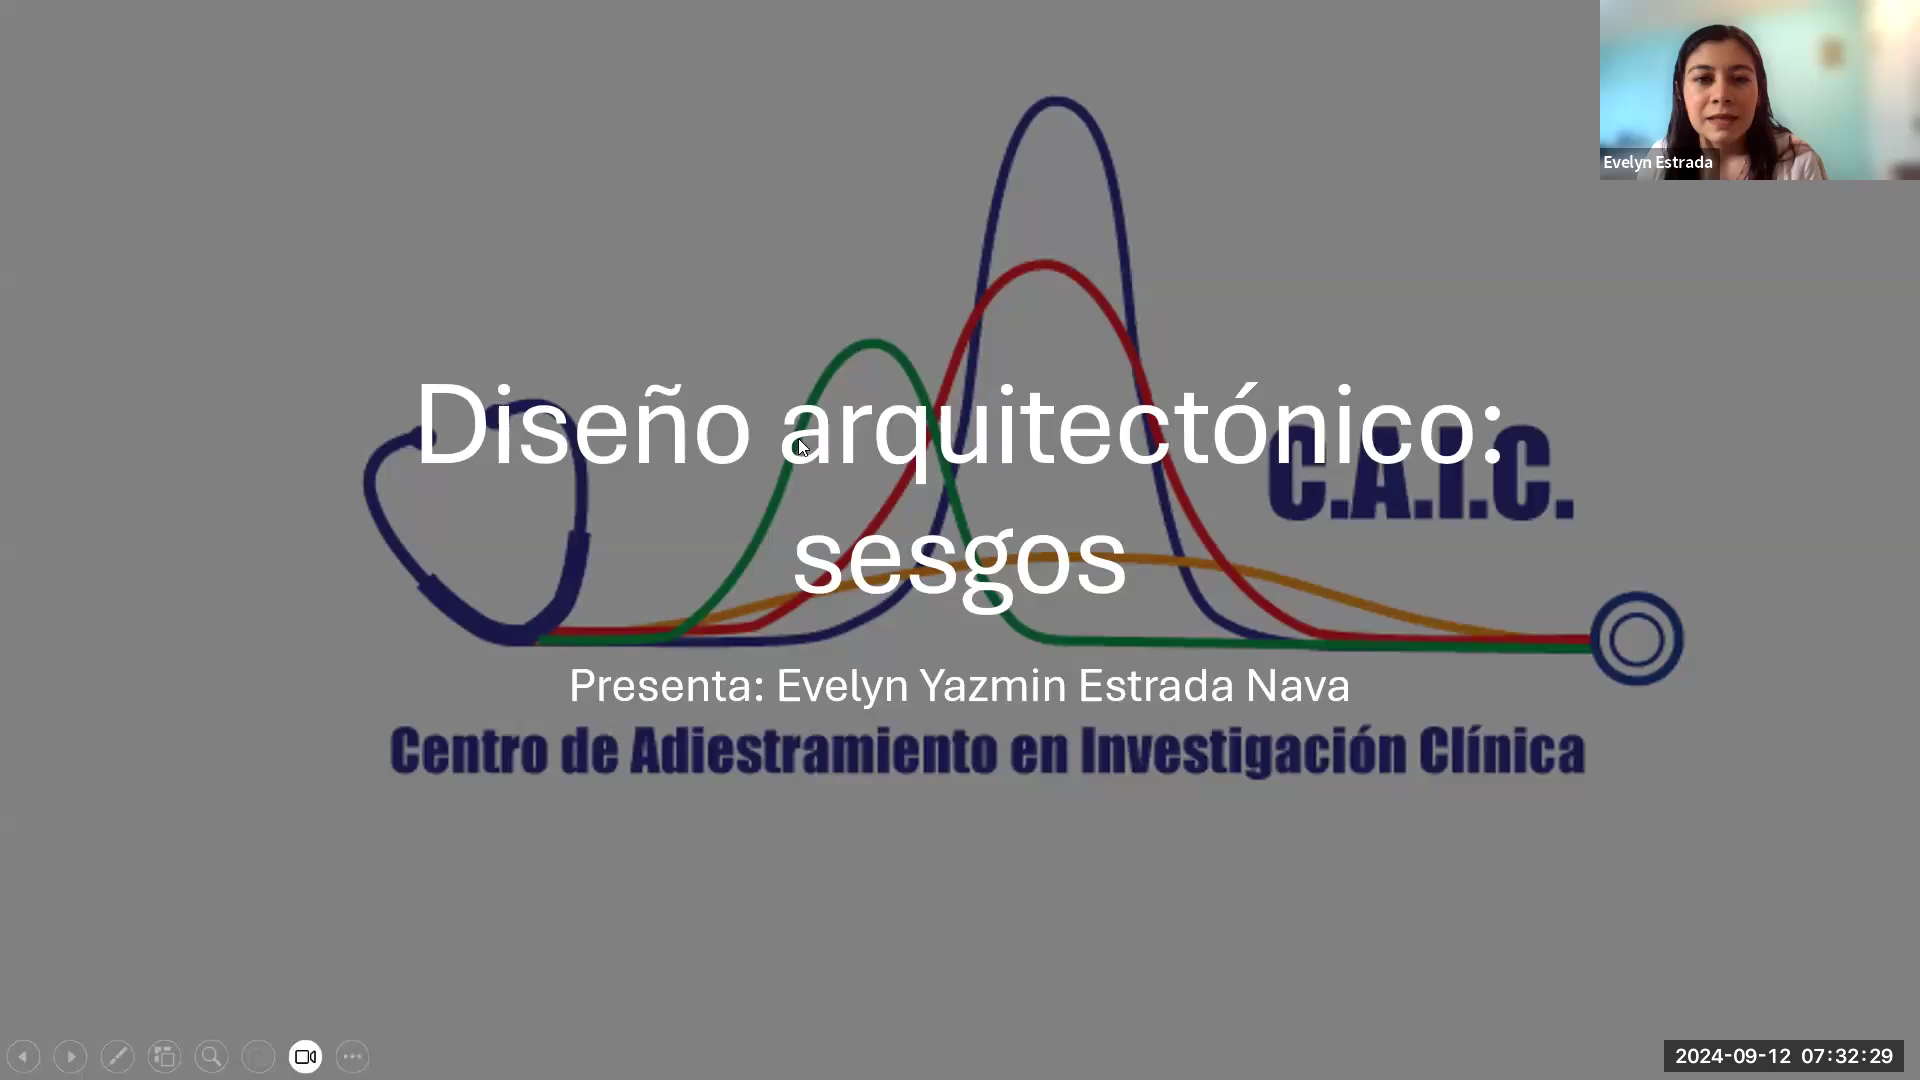 Evelyn Estrada
Diseño arquitectónico:
C.A.I.C.
sesgos
Presenta: Evelyn Yazmin Estrada Nava
Centro de Adiestramiento en Investigación Clínica
2024-09-12 07:32:29